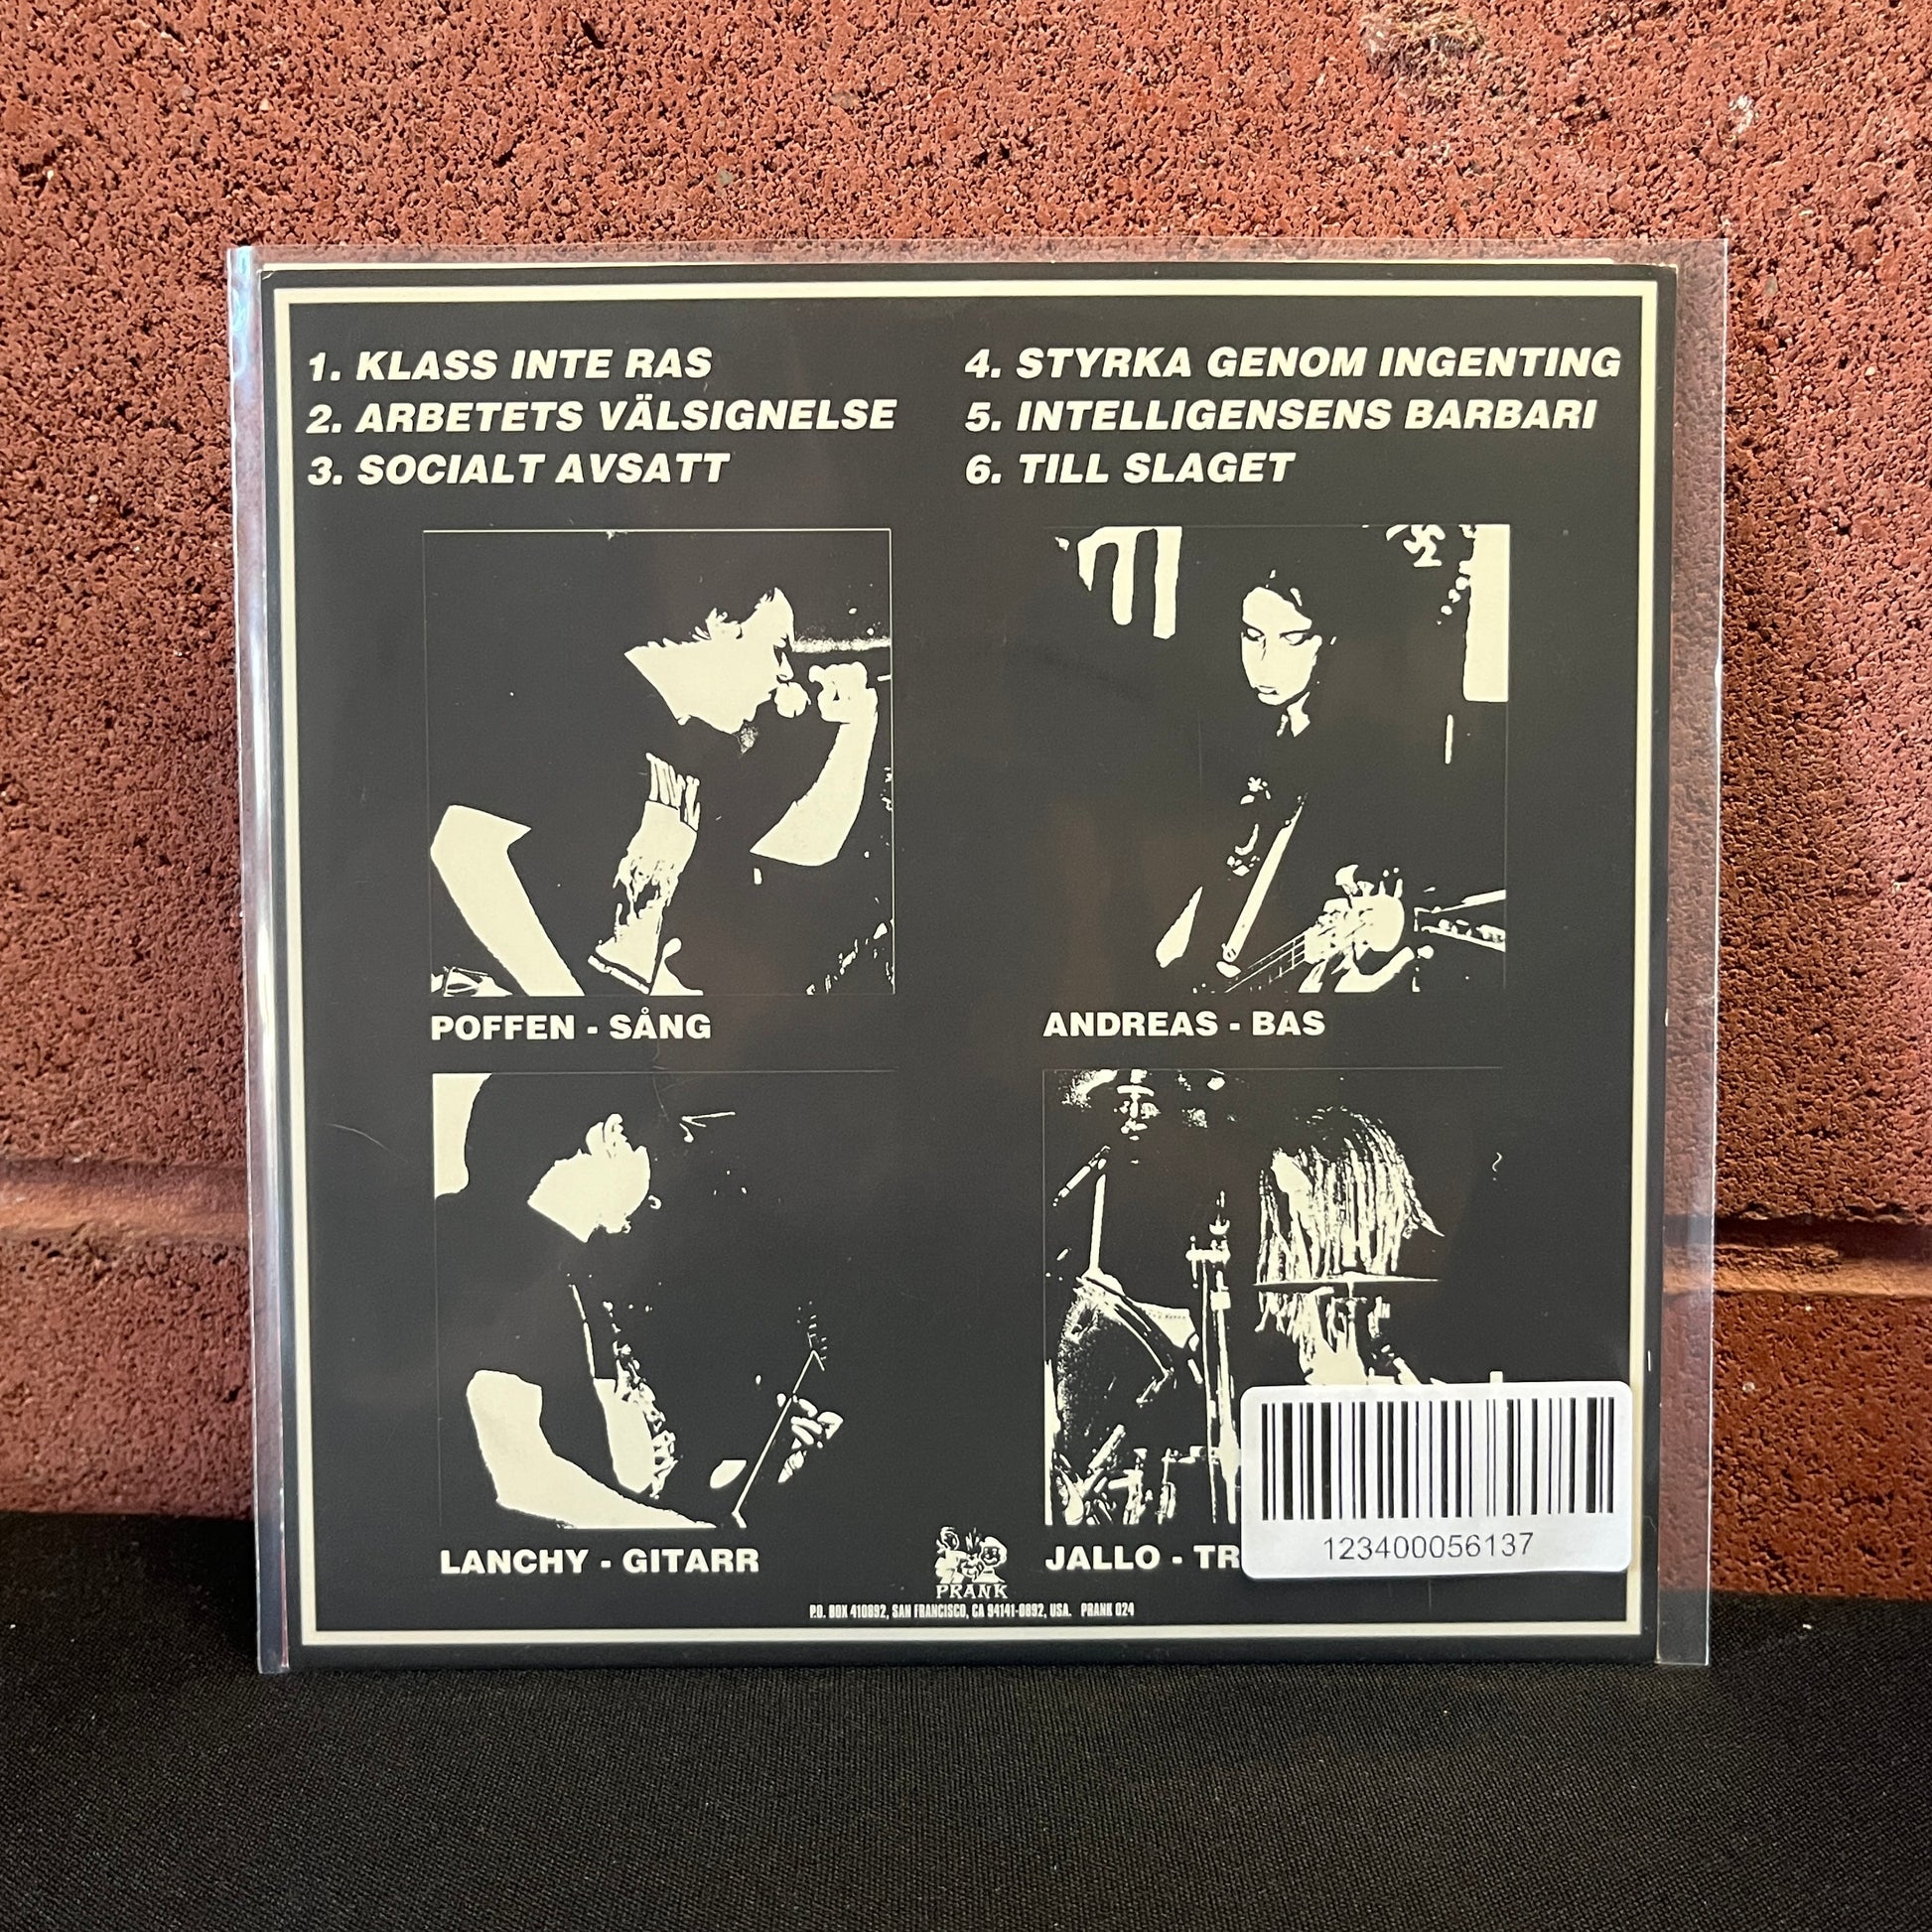 1. KLASS INTE RAS
2. ARBETETS VÄLSIGNELSE
3. SOCIALT AVSATT
4. STYRKA GENOM INGENTING
5. INTELLIGENSENS BARBARI
6. TILL SLAGET
POFFEN - SÅNG
ANDREAS - BAS
LANCHY - GITARR
JALLO - TR
123400056137
PRANK
P.O. BOX 410892, SAN FRANCISCO, CA 94141-0892, USA. PRANK 024